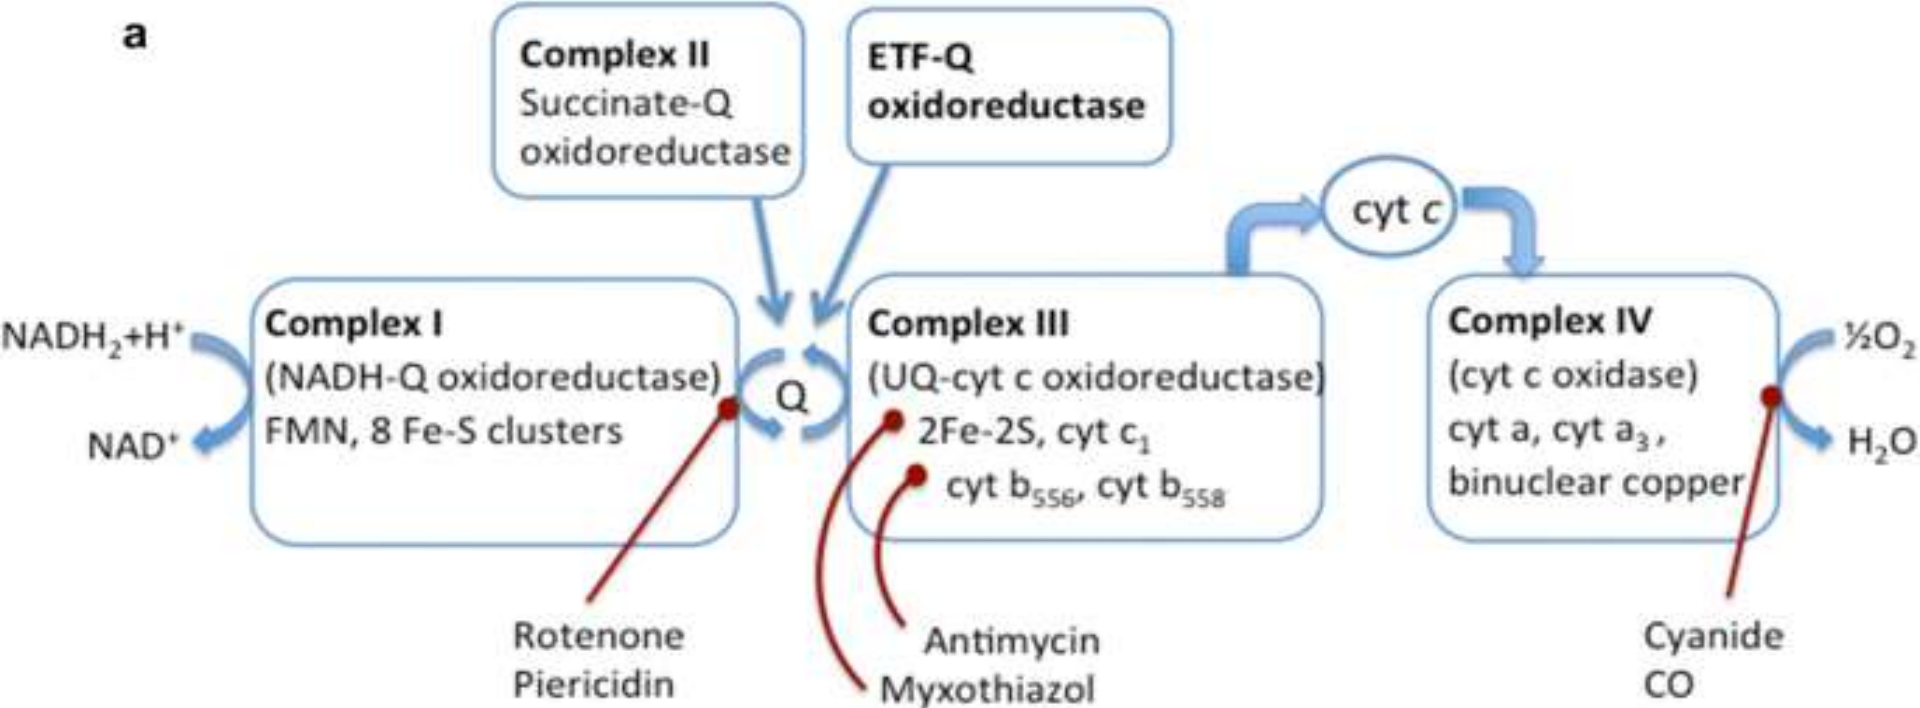 a
Complex II
Succinate-Q
oxidoreductase
ETF-Q
oxidoreductase
cyt c
NADH₂+H⁺
NAD⁺
Complex I
(NADH-Q oxidoreductase)
FMN, 8 Fe-S clusters
Q
Complex III
(UQ-cyt c oxidoreductase)
2Fe-2S, cyt c₁
cyt b₅₅₆, cyt b₅₅₈
Complex IV
(cyt c oxidase)
cyt a, cyt a₃,
binuclear copper
½O₂
H₂O
Rotenone
Piericidin
Antimycin
Myxothiazol
Cyanide
CO